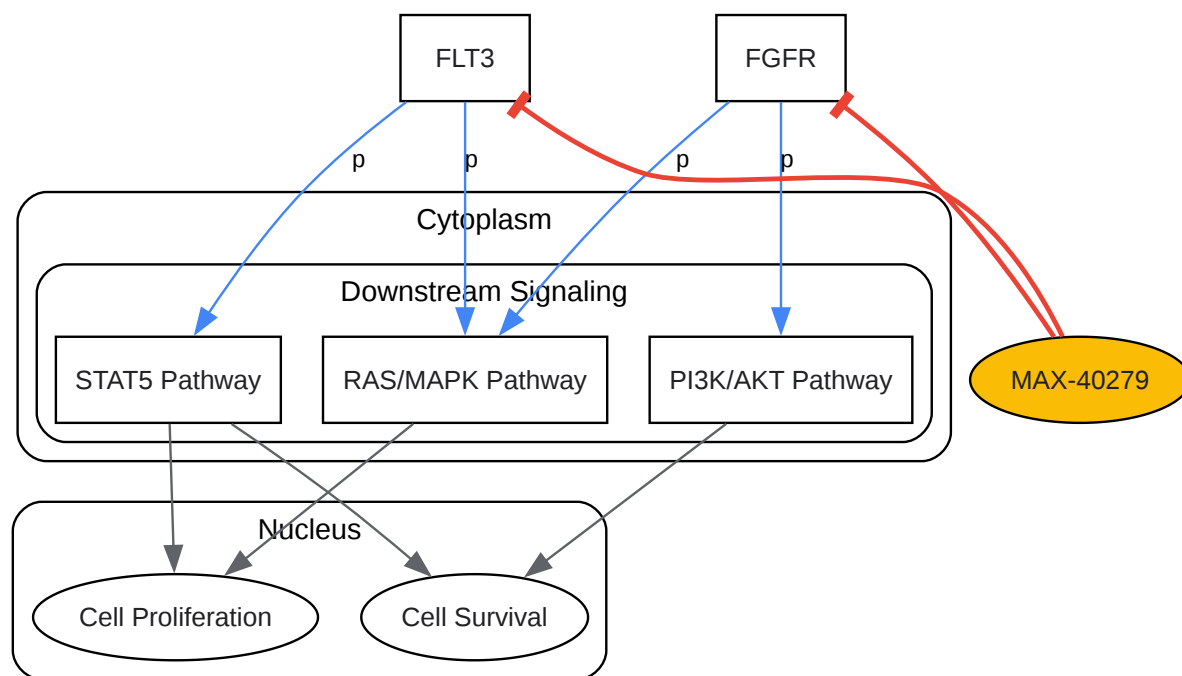 FLT3
FGFR
p
p
p
p
Cytoplasm
Downstream Signaling
STAT5 Pathway
RAS/MAPK Pathway
PI3K/AKT Pathway
MAX-40279
Nucleus
Cell Proliferation
Cell Survival